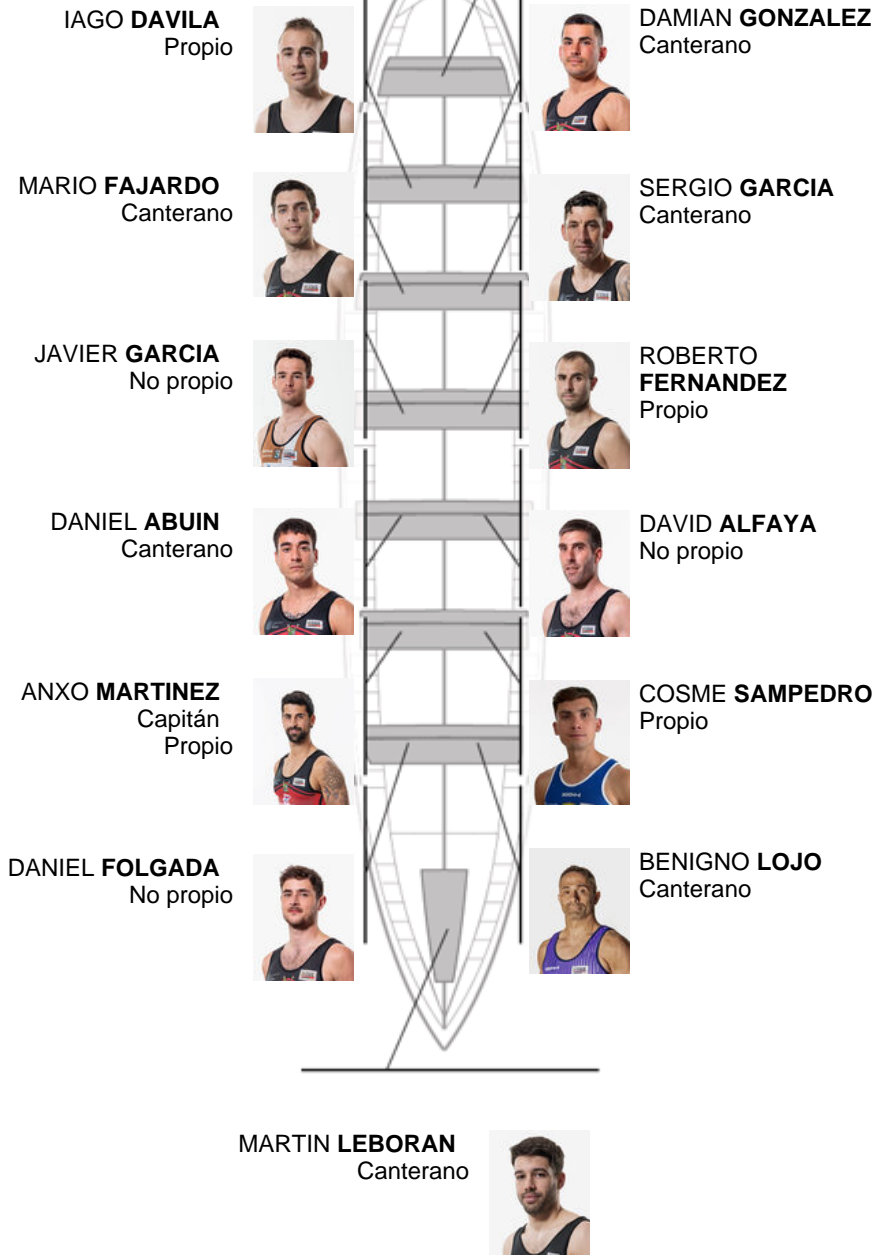 IAGO DAVILA
Propio
DAMIAN GONZALEZ
Canterano
MARIO FAJARDO
Canterano
SERGIO GARCIA
Canterano
JAVIER GARCIA
No propio
ROBERTO
FERNANDEZ
Propio
DANIEL ABUIN
Canterano
DAVID ALFAYA
No propio
ANXO MARTINEZ
Capitán
Propio
COSME SAMPEDRO
Propio
DANIEL FOLGADA
No propio
BENIGNO LOJO
Canterano
MARTIN LEBORAN
Canterano